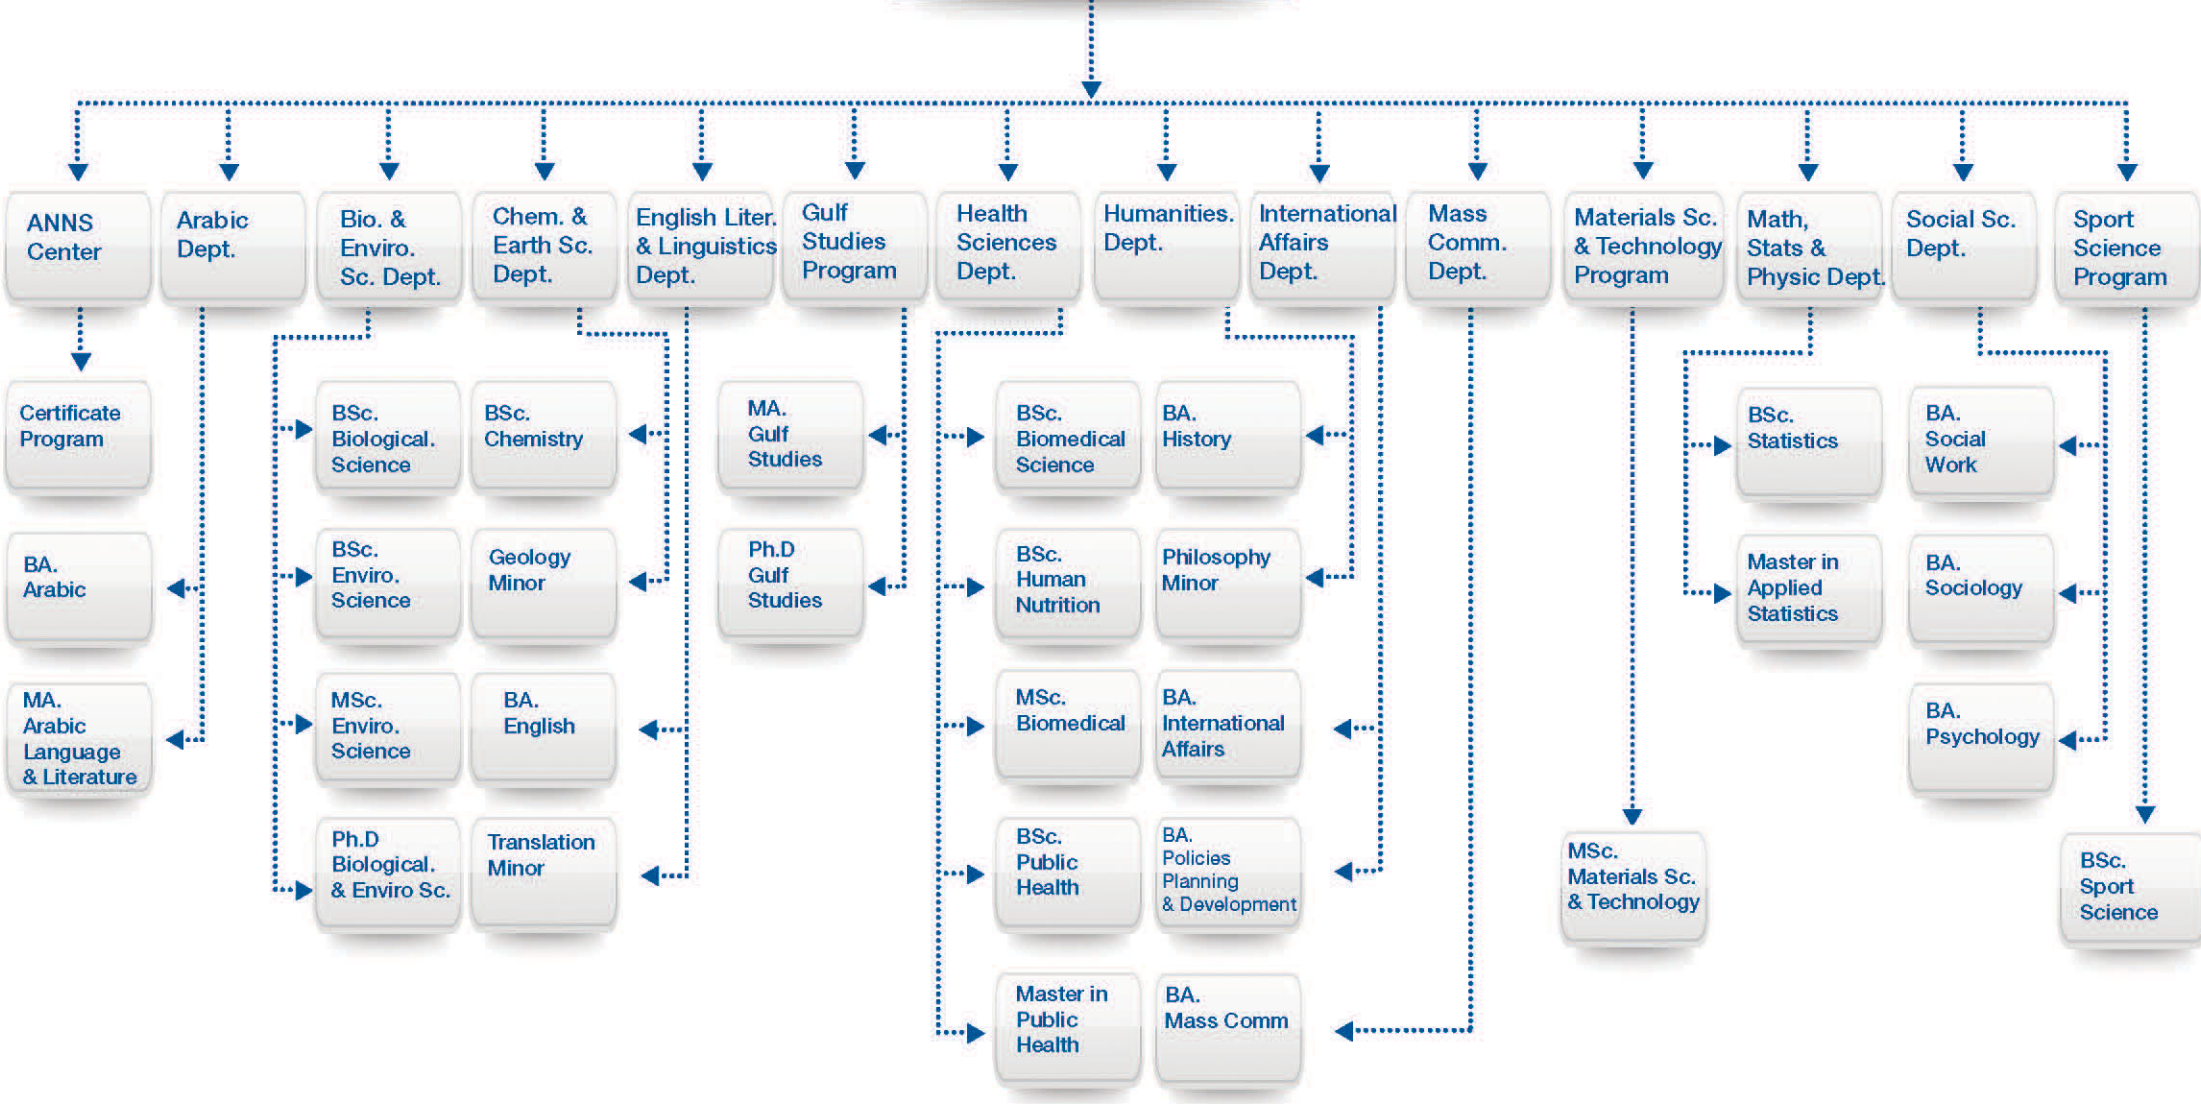 ANNS
Center
Arabic
Dept.
Bio. &
Enviro.
Sc. Dept.
Chem. &
Earth Sc.
Dept.
English Liter.
& Linguistics
Dept.
Gulf
Studies
Program
Health
Sciences
Dept.
Humanities.
Dept.
International
Affairs
Dept.
Mass
Comm.
Dept.
Materials Sc.
& Technology
Program
Math,
Stats &
Physic Dept.
Social Sc.
Dept.
Sport
Science
Program
Certificate
Program
BSc.
Biological.
Science
BSc.
Chemistry
MA.
Gulf
Studies
BSc.
Biomedical
Science
BA.
History
BSc.
Statistics
BA.
Social
Work
BA.
Arabic
BSc.
Enviro.
Science
Geology
Minor
Ph.D
Gulf
Studies
BSc.
Human
Nutrition
Philosophy
Minor
Master in
Applied
Statistics
BA.
Sociology
MA.
Arabic
Language
& Literature
MSc.
Enviro.
Science
BA.
English
MSc.
Biomedical
BA.
International
Affairs
BA.
Psychology
Ph.D
Biological.
& Enviro Sc.
Translation
Minor
BSc.
Public
Health
BA.
Policies
Planning
& Development
MSc.
Materials Sc.
& Technology
BSc.
Sport
Science
Master in
Public
Health
BA.
Mass Comm